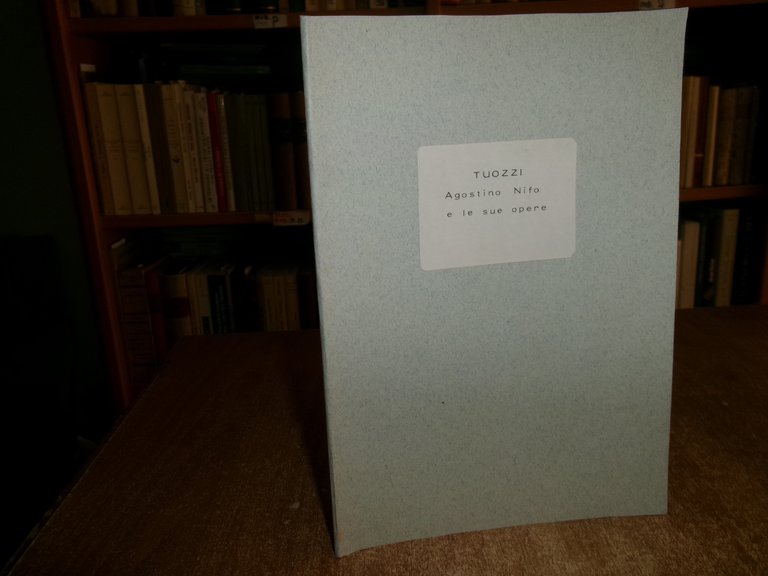 TUOZZI
Agostino Nifo
e le sue opere